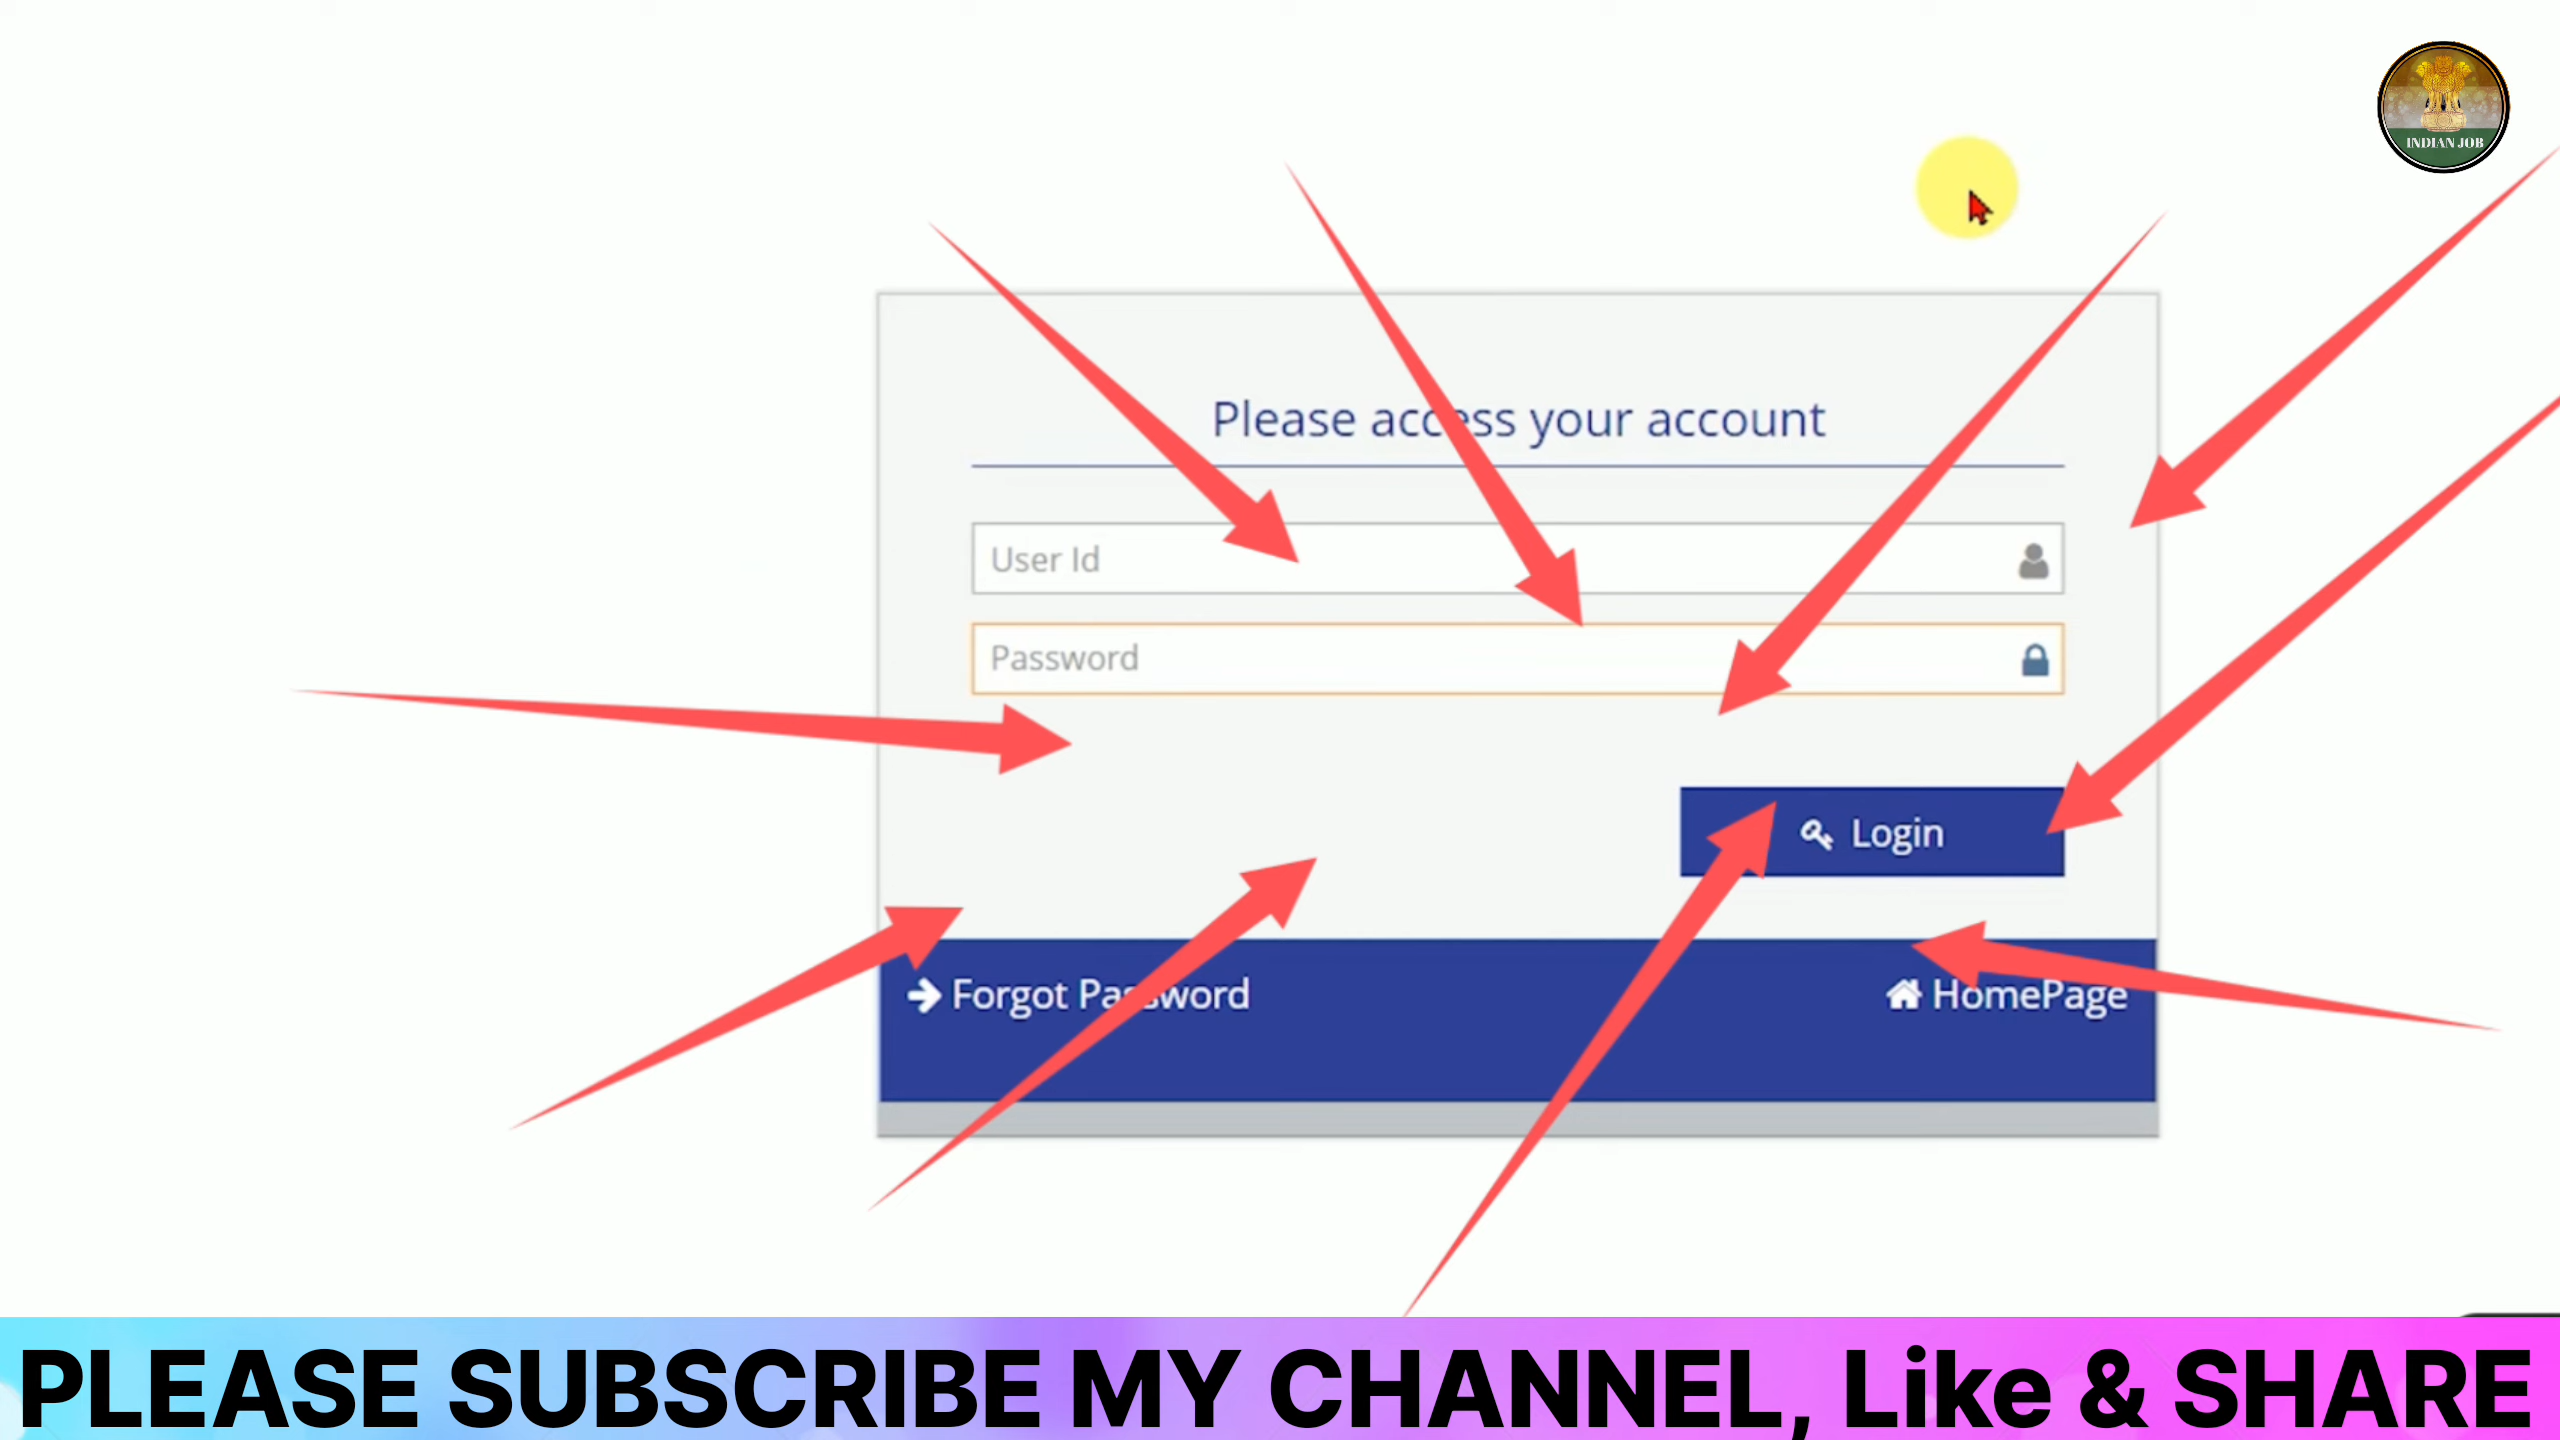 INDIAN JOB
Please access your account
User Id
Password
Login
Forgot Password
HomePage
PLEASE SUBSCRIBE MY CHANNEL, Like & SHARE